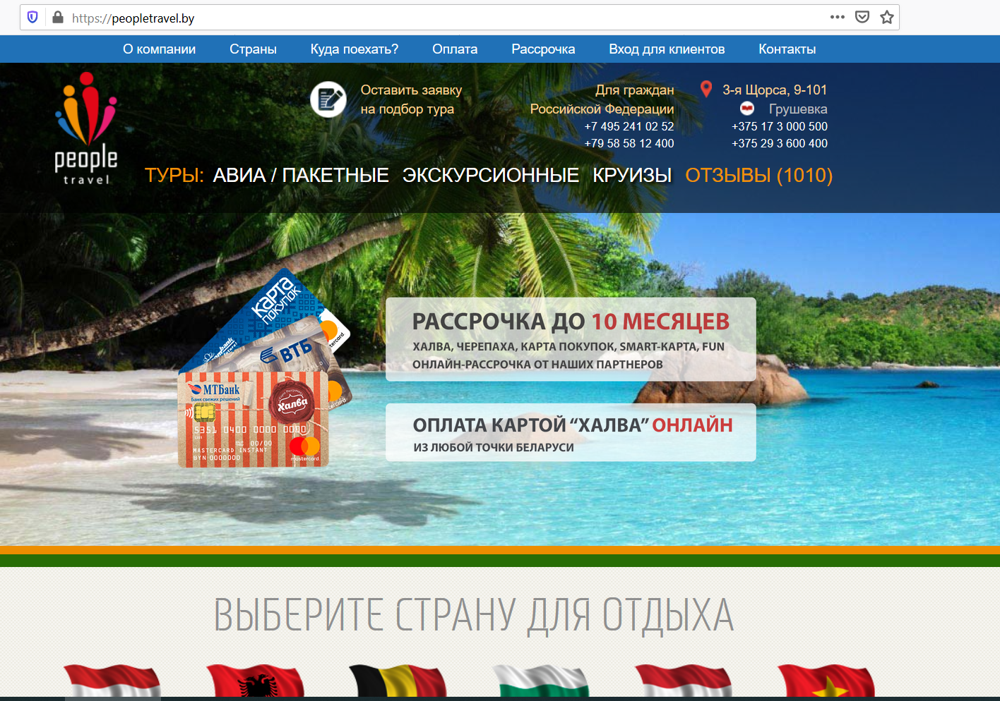 https://peopletravel.by
О компании Страны Куда поехать? Оплата Рассрочка Вход для клиентов Контакты
people
travel
Оставить заявку
на подбор тура
Для граждан
Российской Федерации
+7 495 241 02 52
+79 58 58 12 400
3-я Щорса, 9-101
Грушевка
+375 17 3 000 500
+375 29 3 600 400
ТУРЫ: АВИА / ПАКЕТНЫЕ ЭКСКУРСИОННЫЕ КРУИЗЫ ОТЗЫВЫ (1010)
карта
покупок
ВТБ
МТБанк
Банк свежих решений
Халва
5351 0400 0000 0000
00/00
MASTERCARD INSTANT
BYN 0000000
mastercard
РАССРОЧКА ДО 10 МЕСЯЦЕВ
ХАЛВА, ЧЕРЕПАХА, КАРТА ПОКУПОК, SMART-КАРТА, FUN
ОНЛАЙН-РАССРОЧКА ОТ НАШИХ ПАРТНЕРОВ
ОПЛАТА КАРТОЙ “ХАЛВА” ОНЛАЙН
ИЗ ЛЮБОЙ ТОЧКИ БЕЛАРУСИ
ВЫБЕРИТЕ СТРАНУ ДЛЯ ОТДЫХА